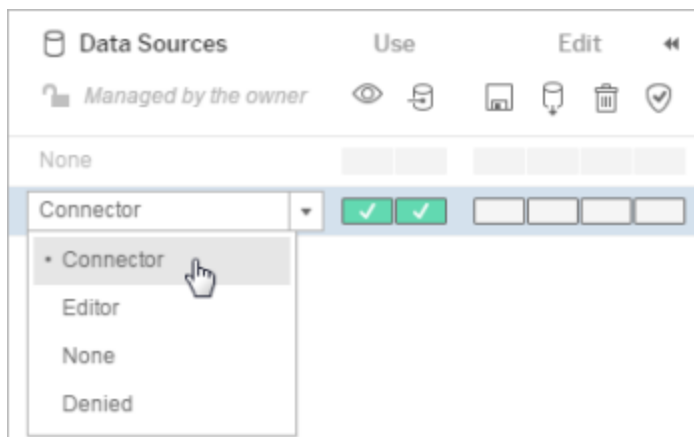 Data Sources Use Edit
Managed by the owner
None
Connector
• Connector
Editor
None
Denied